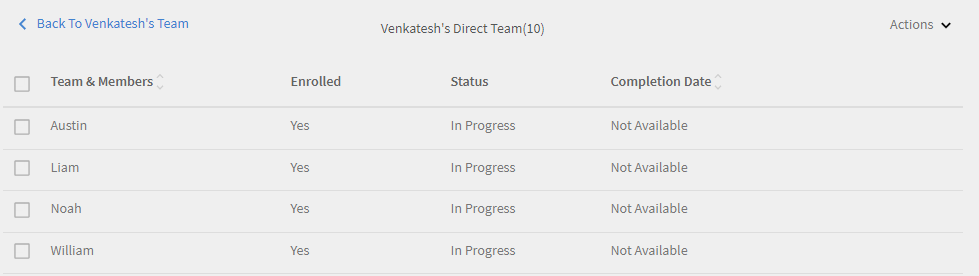 Back To Venkatesh's Team
Venkatesh's Direct Team(10)
Actions
Team & Members Enrolled Status Completion Date
Austin Yes In Progress Not Available
Liam Yes In Progress Not Available
Noah Yes In Progress Not Available
William Yes In Progress Not Available